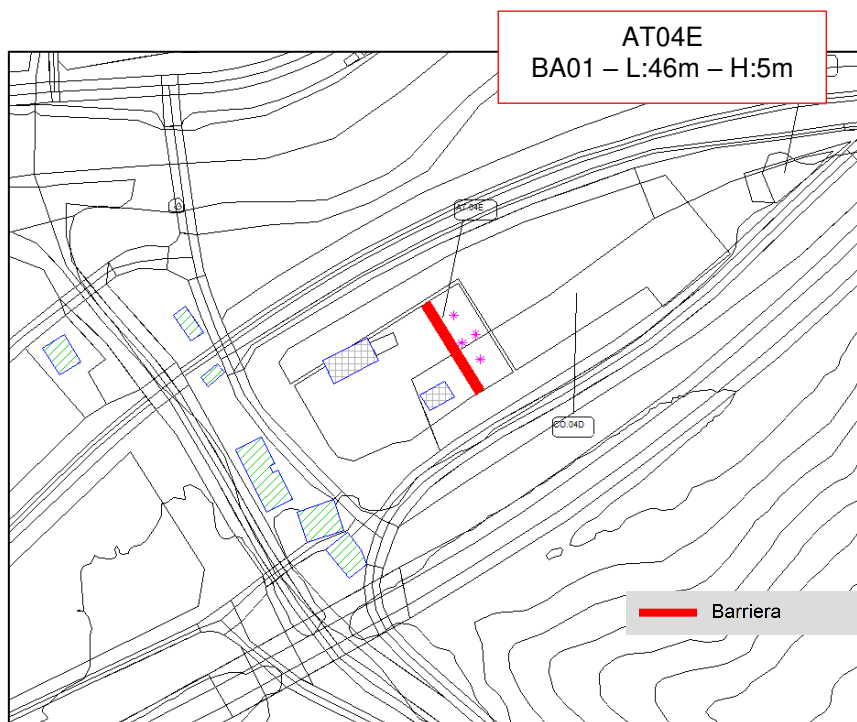 AT04E
BA01 – L:46m – H:5m
AT.04E
CO.04D
Barriera